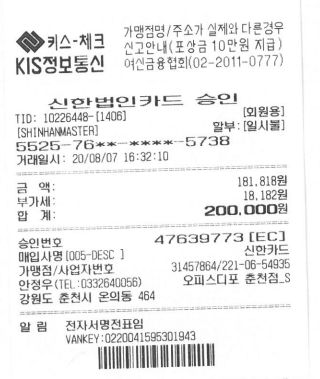 키스-체크
KIS정보통신
가맹점명/주소가 실제와 다른경우
신고안내(포상금 10만원 지급)
여신금융협회(02-2011-0777)
신한법인카드 승인
TID: 10226448-[1406] [회원용]
[SHINHANMASTER] 할부: [일시불]
5525-76**-****-5738
거래일시: 20/08/07 16:32:10
금 액: 181,818원
부가세: 18,182원
합 계: 200,000원
승인번호 47639773 [EC]
매입사명[005-DESC ] 신한카드
가맹점/사업자번호 31457864/221-06-54935
안정우(TEL:0332640056) 오피스디포 춘천점_S
강원도 춘천시 온의동 464
알 림 전자서명전표임
VANKEY:0220041595301943